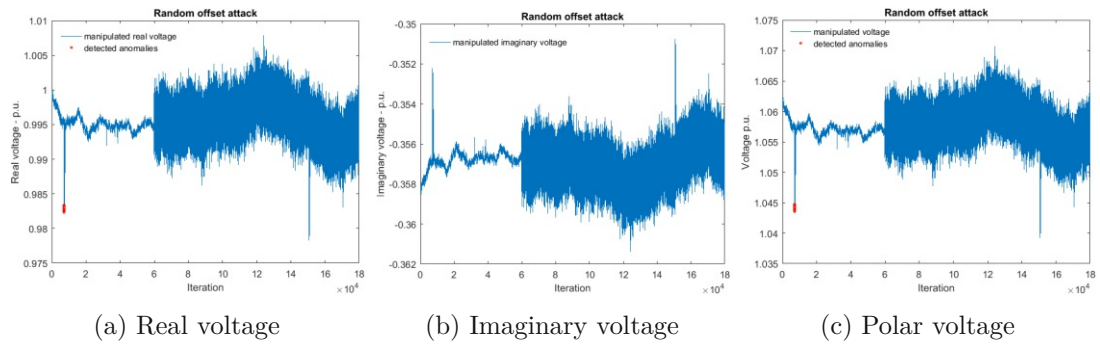 Random offset attack
manipulated real voltage
detected anomalies
Real voltage - p.u.
1.01
1.005
1
0.995
0.99
0.985
0.98
0.975
0 2 4 6 8 10 12 14 16 18
Iteration
× 10^4
(a) Real voltage
Random offset attack
manipulated imaginary voltage
Imaginary voltage - p.u.
-0.35
-0.352
-0.354
-0.356
-0.358
-0.36
-0.362
0 2 4 6 8 10 12 14 16 18
Iteration
× 10^4
(b) Imaginary voltage
Random offset attack
manipulated voltage
detected anomalies
Voltage p.u.
1.075
1.07
1.065
1.06
1.055
1.05
1.045
1.04
1.035
0 2 4 6 8 10 12 14 16 18
Iteration
× 10^4
(c) Polar voltage